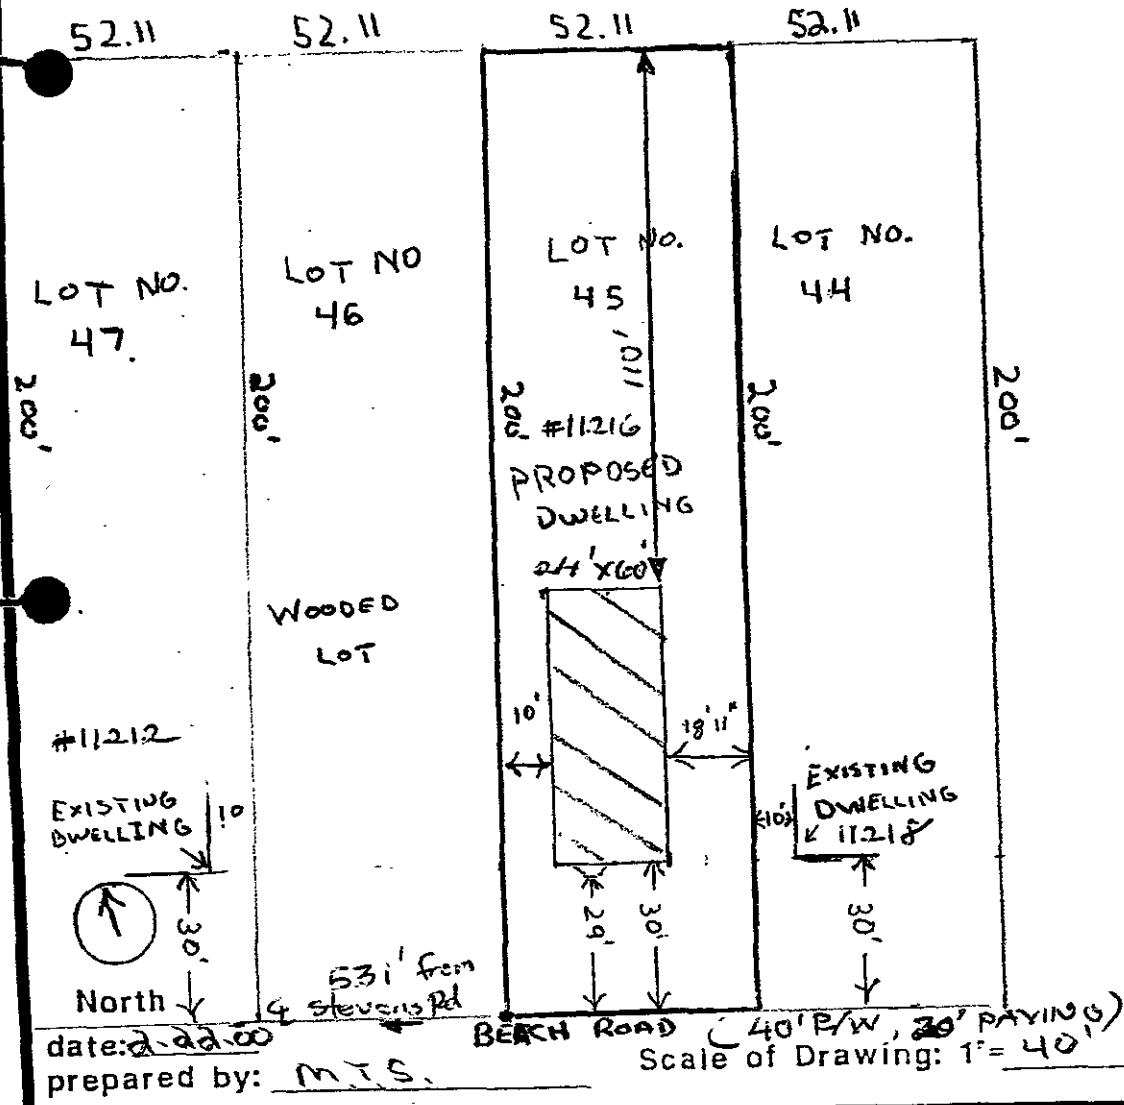 52.11 52.11 52.11 52.11
LOT NO.
47.
LOT NO
46
LOT NO.
45
LOT NO.
44
110'
200' 200' 200' 200' 200'
#11216
PROPOSED
DWELLING
24'X60'
WOODED
LOT
10'
18'11"
#11212
EXISTING
DWELLING
10
EXISTING
DWELLING
11218
10'
30'
29'
30'
30'
North
531' from
℄ Stevens Rd
BEACH ROAD (40' R/W, 20' PAVING)
date: 2-22-00
Scale of Drawing: 1"= 40'
prepared by: M.T.S.